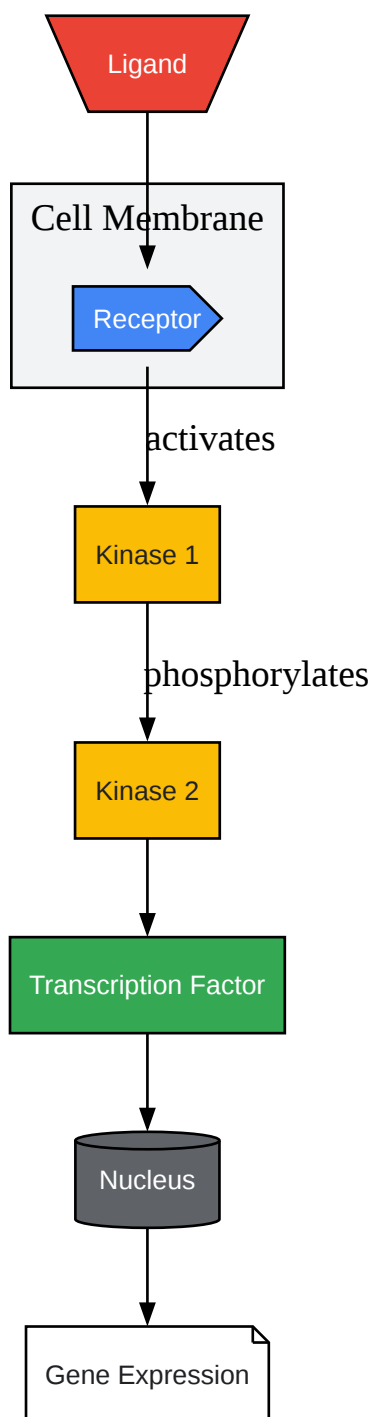 Ligand
Cell Membrane
Receptor
activates
Kinase 1
phosphorylates
Kinase 2
Transcription Factor
Nucleus
Gene Expression